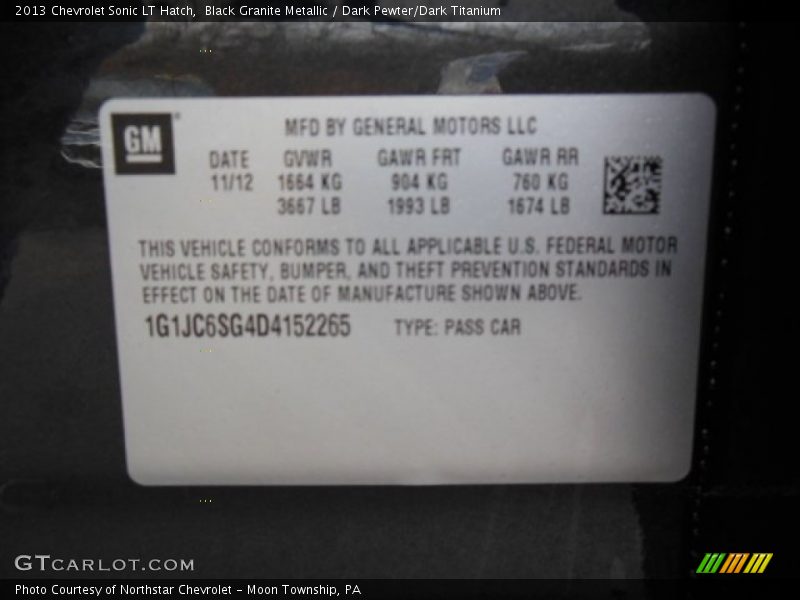 2013 Chevrolet Sonic LT Hatch, Black Granite Metallic / Dark Pewter/Dark Titanium
GM
MFD BY GENERAL MOTORS LLC
DATE GVWR GAWR FRT GAWR RR
11/12 1664 KG 904 KG 760 KG
3667 LB 1993 LB 1674 LB
THIS VEHICLE CONFORMS TO ALL APPLICABLE U.S. FEDERAL MOTOR
VEHICLE SAFETY, BUMPER, AND THEFT PREVENTION STANDARDS IN
EFFECT ON THE DATE OF MANUFACTURE SHOWN ABOVE.
1G1JC6SG4D4152265 TYPE: PASS CAR
GTCARLOT.COM
Photo Courtesy of Northstar Chevrolet - Moon Township, PA